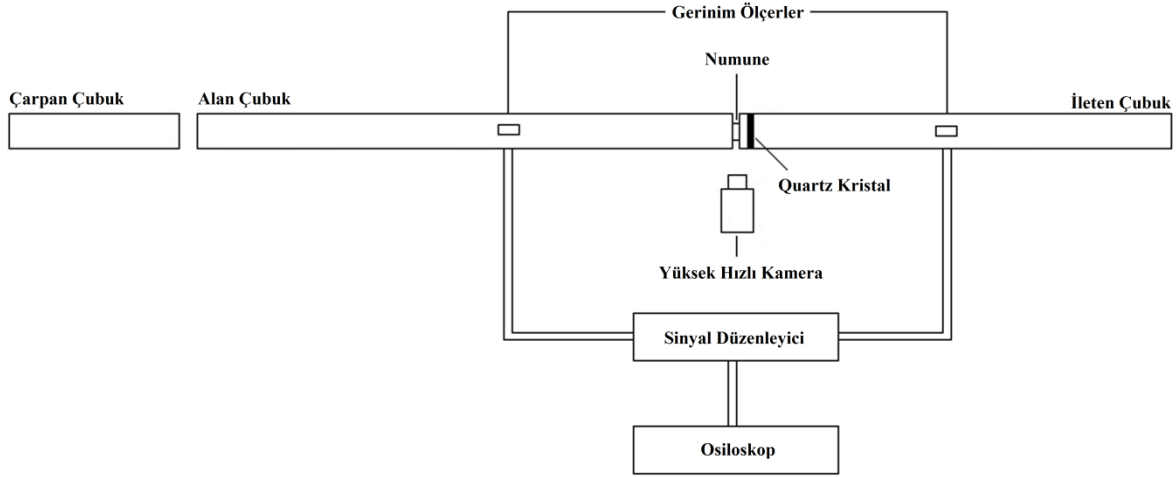 Gerinim Ölçerler
Numune
Çarpan Çubuk
Alan Çubuk
İleten Çubuk
Quartz Kristal
Yüksek Hızlı Kamera
Sinyal Düzenleyici
Osiloskop